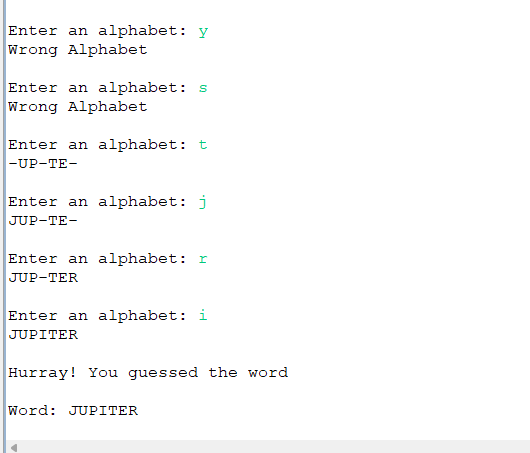 Enter an alphabet: y
Wrong Alphabet
Enter an alphabet: s
Wrong Alphabet
Enter an alphabet: t
-UP-TE-
Enter an alphabet: j
JUP-TE-
Enter an alphabet: r
JUP-TER
Enter an alphabet: i
JUPITER
Hurray! You guessed the word
Word: JUPITER